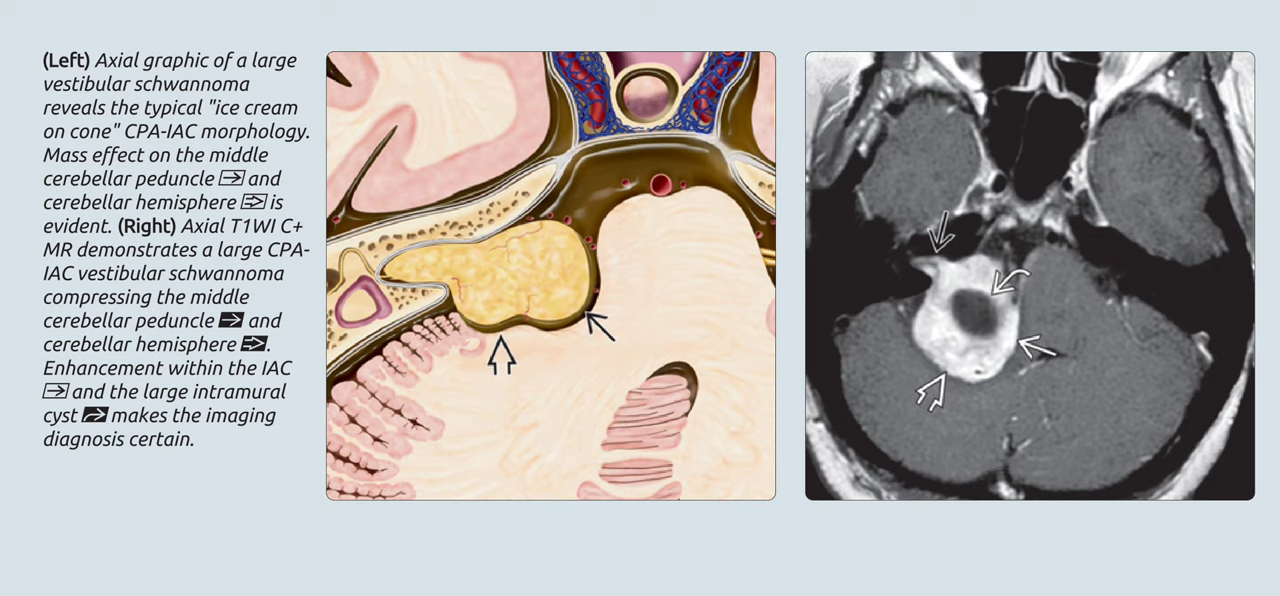 (Left) Axial graphic of a large
vestibular schwannoma
reveals the typical "ice cream
on cone" CPA-IAC morphology.
Mass effect on the middle
cerebellar peduncle and
cerebellar hemisphere is
evident. (Right) Axial T1WI C+
MR demonstrates a large CPA-
IAC vestibular schwannoma
compressing the middle
cerebellar peduncle and
cerebellar hemisphere .
Enhancement within the IAC
and the large intramural
cyst makes the imaging
diagnosis certain.